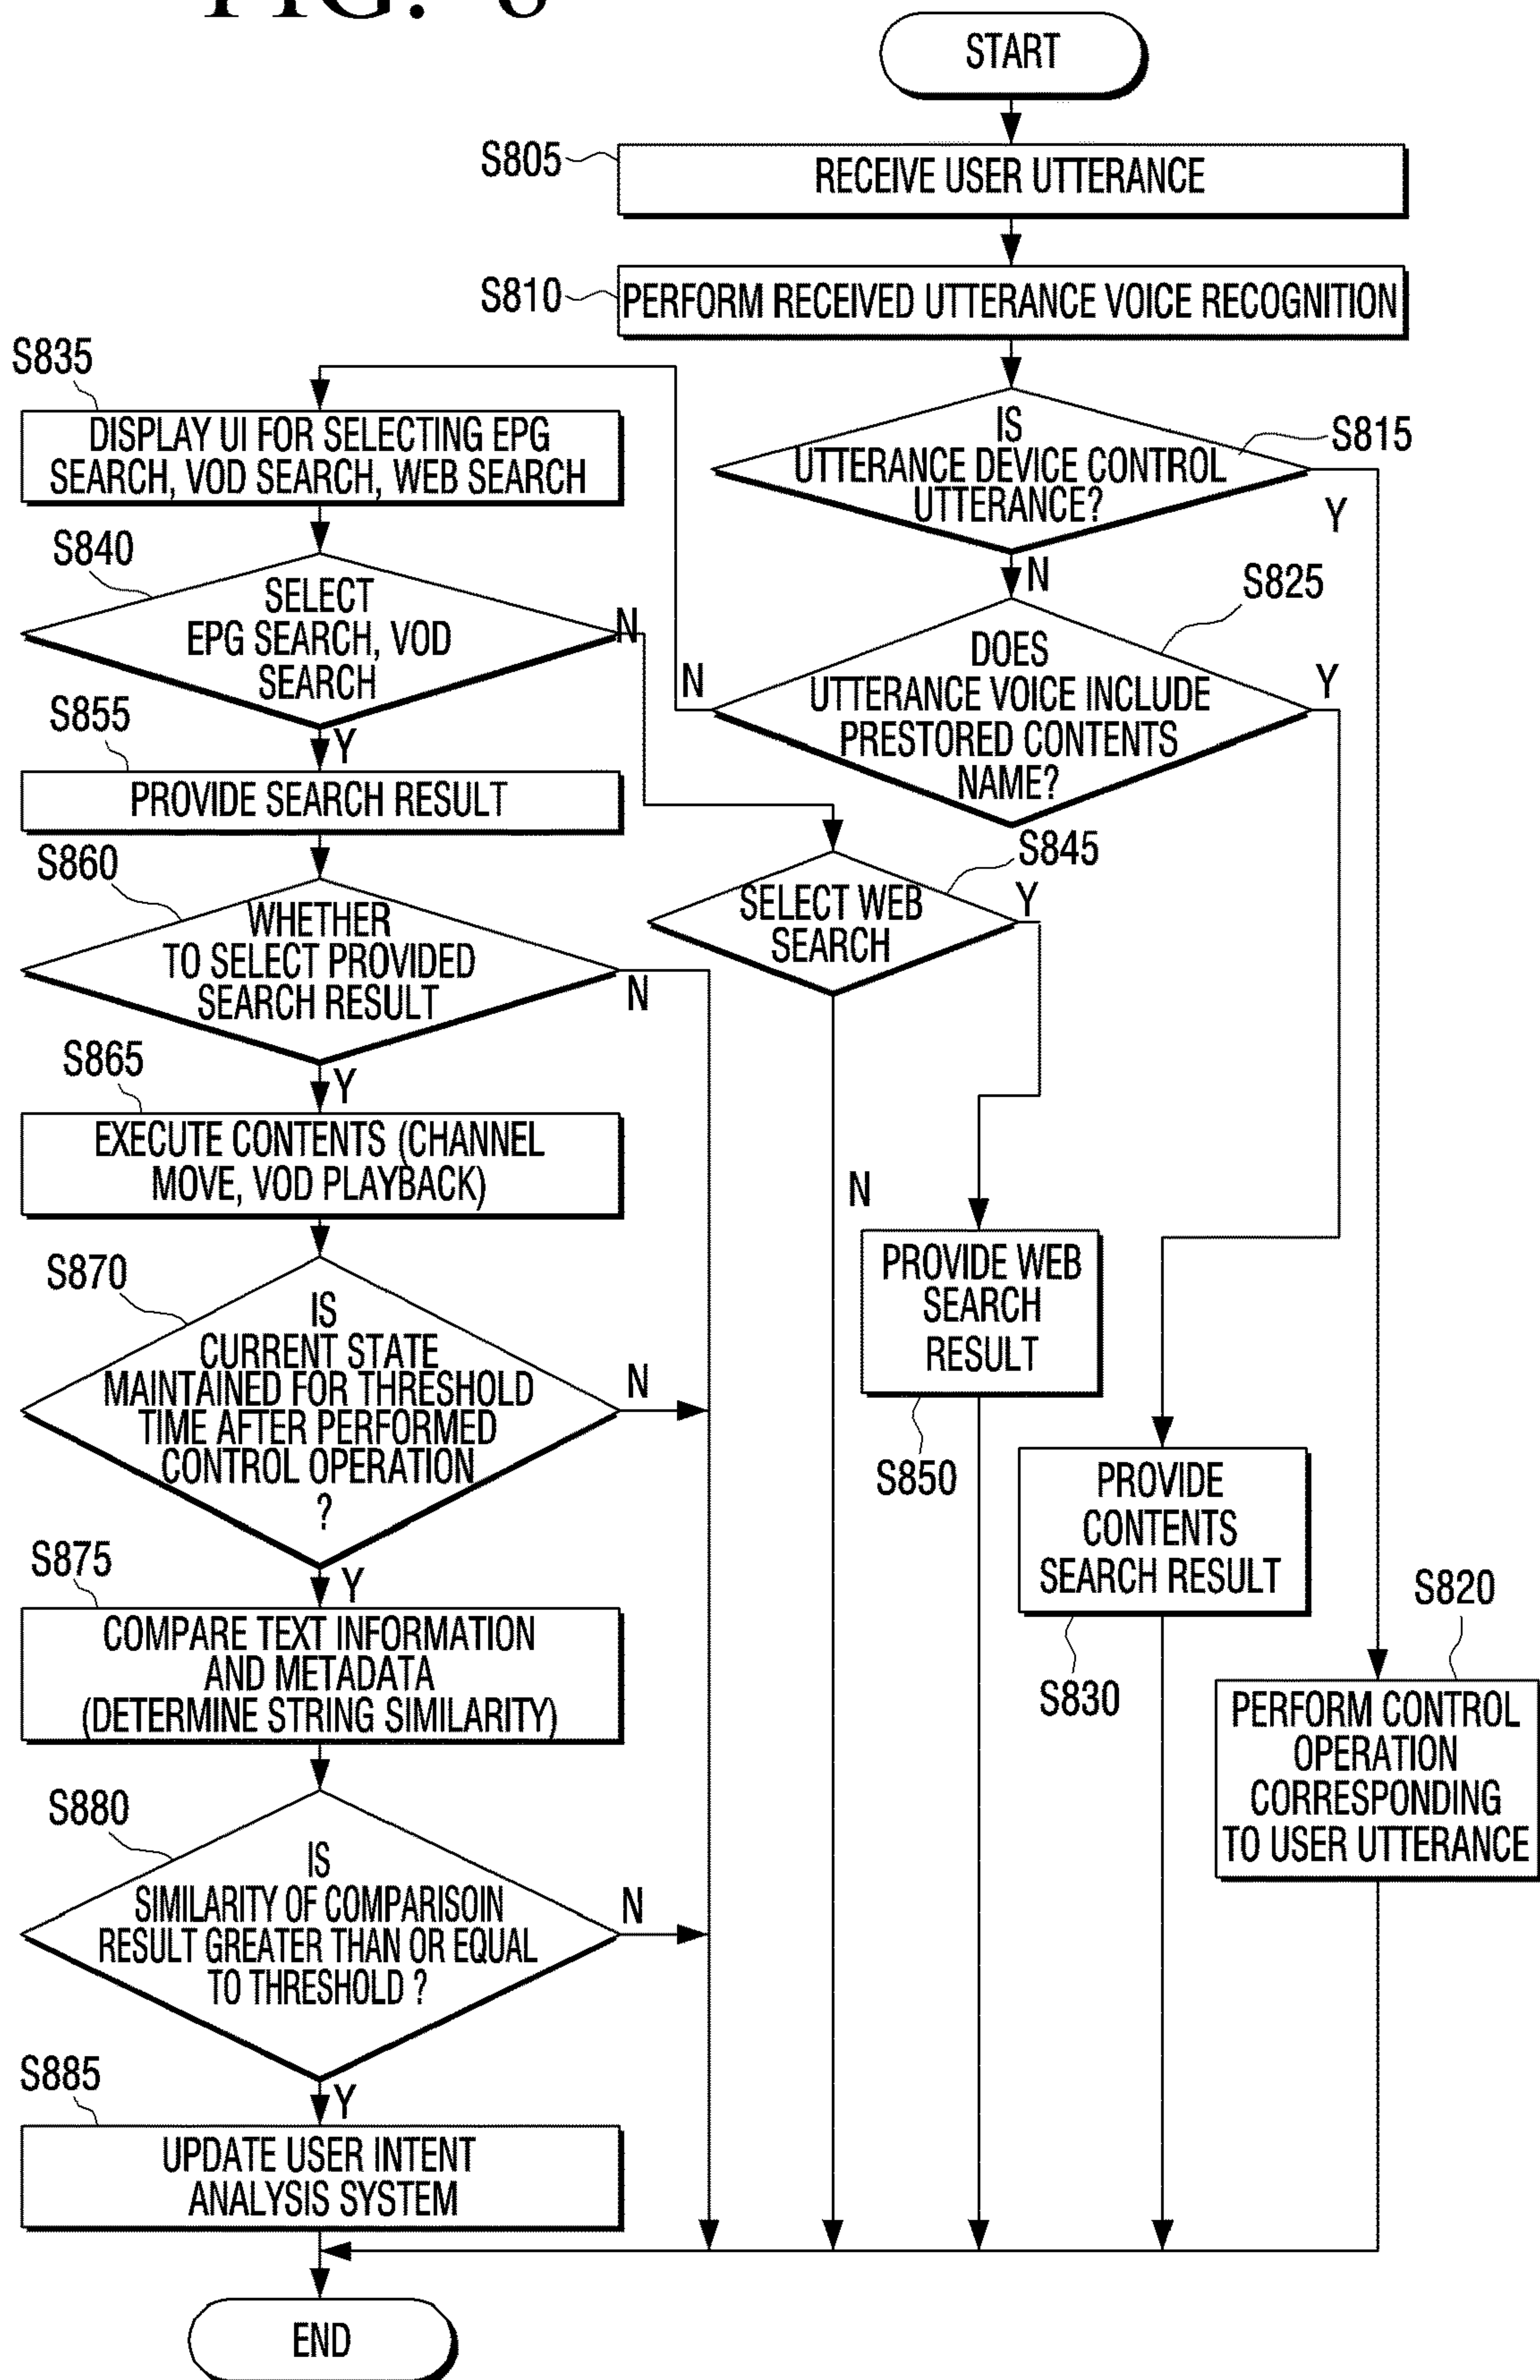 FIG. 8
START
S805
RECEIVE USER UTTERANCE
S810
PERFORM RECEIVED UTTERANCE VOICE RECOGNITION
S815
IS
UTTERANCE DEVICE CONTROL
UTTERANCE?
Y
N
S825
DOES
UTTERANCE VOICE INCLUDE
PRESTORED CONTENTS
NAME?
N
Y
S835
DISPLAY UI FOR SELECTING EPG
SEARCH, VOD SEARCH, WEB SEARCH
S840
SELECT
EPG SEARCH, VOD
SEARCH
N
Y
S855
PROVIDE SEARCH RESULT
S845
SELECT WEB
SEARCH
Y
N
S860
WHETHER
TO SELECT PROVIDED
SEARCH RESULT
N
Y
S865
EXECUTE CONTENTS (CHANNEL
MOVE, VOD PLAYBACK)
PROVIDE WEB
SEARCH
RESULT
S850
S870
IS
CURRENT STATE
MAINTAINED FOR THRESHOLD
TIME AFTER PERFORMED
CONTROL OPERATION
?
N
Y
PROVIDE
CONTENTS
SEARCH RESULT
S830
S820
PERFORM CONTROL
OPERATION
CORRESPONDING
TO USER UTTERANCE
S875
COMPARE TEXT INFORMATION
AND METADATA
(DETERMINE STRING SIMILARITY)
S880
IS
SIMILARITY OF COMPARISOIN
RESULT GREATER THAN OR EQUAL
TO THRESHOLD ?
N
Y
S885
UPDATE USER INTENT
ANALYSIS SYSTEM
END